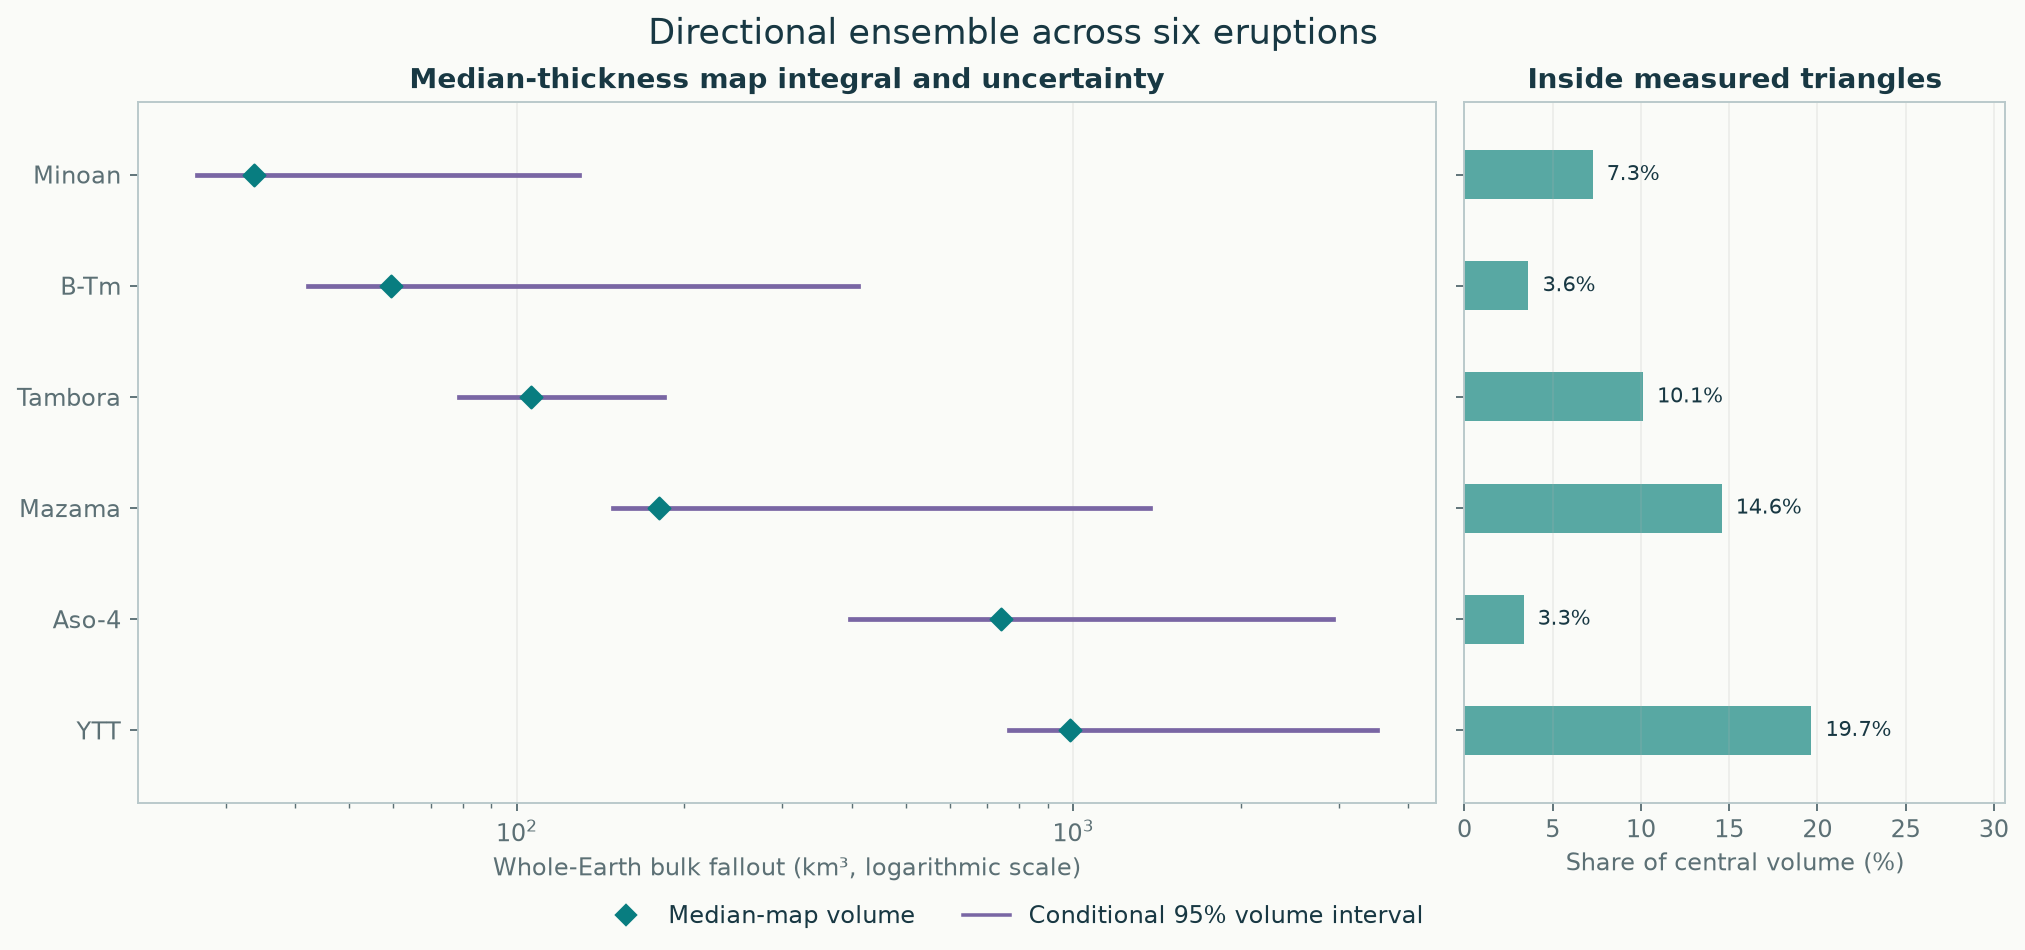 Directional ensemble across six eruptions
Median-thickness map integral and uncertainty
Inside measured triangles
Minoan
B-Tm
Tambora
Mazama
Aso-4
YTT
7.3%
3.6%
10.1%
14.6%
3.3%
19.7%
10² 10³
0 5 10 15 20 25 30
Whole-Earth bulk fallout (km³, logarithmic scale)
Share of central volume (%)
Median-map volume
Conditional 95% volume interval